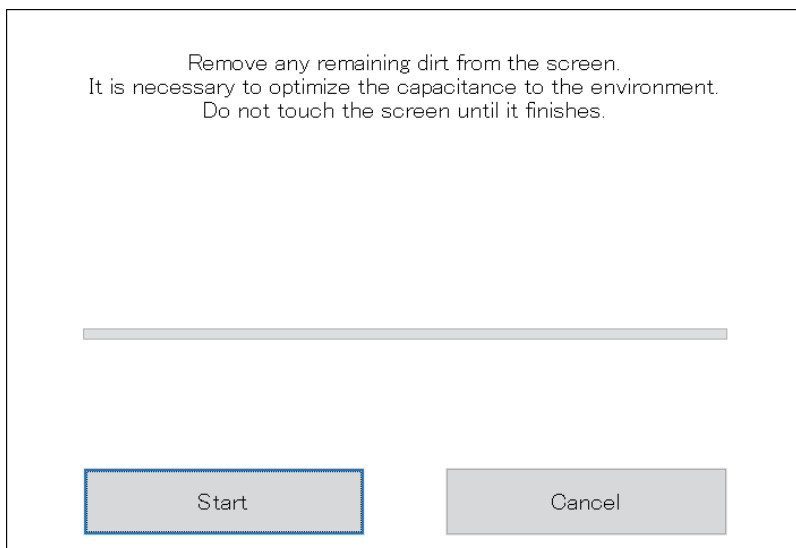 Remove any remaining dirt from the screen.
It is necessary to optimize the capacitance to the environment.
Do not touch the screen until it finishes.
Start
Cancel